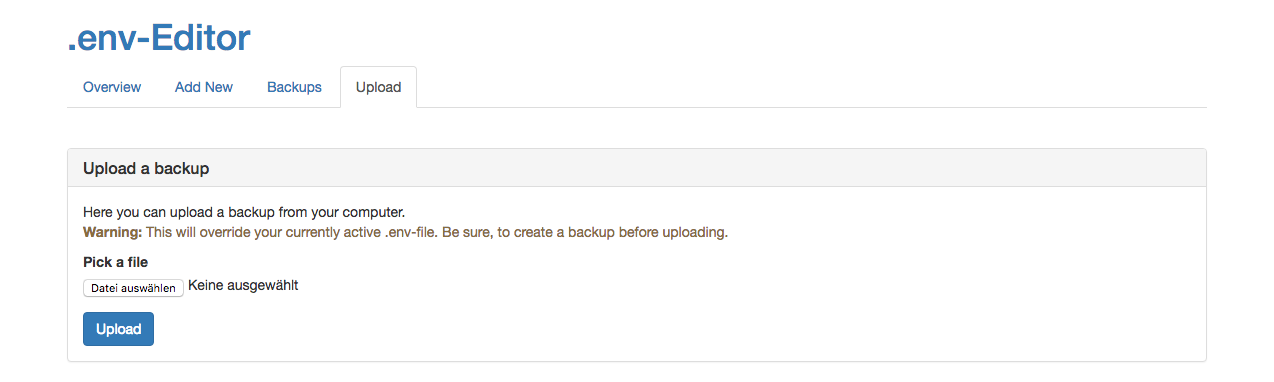 .env-Editor
Overview Add New Backups Upload
Upload a backup
Here you can upload a backup from your computer.
Warning: This will override your currently active .env-file. Be sure, to create a backup before uploading.
Pick a file
Datei auswählen Keine ausgewählt
Upload